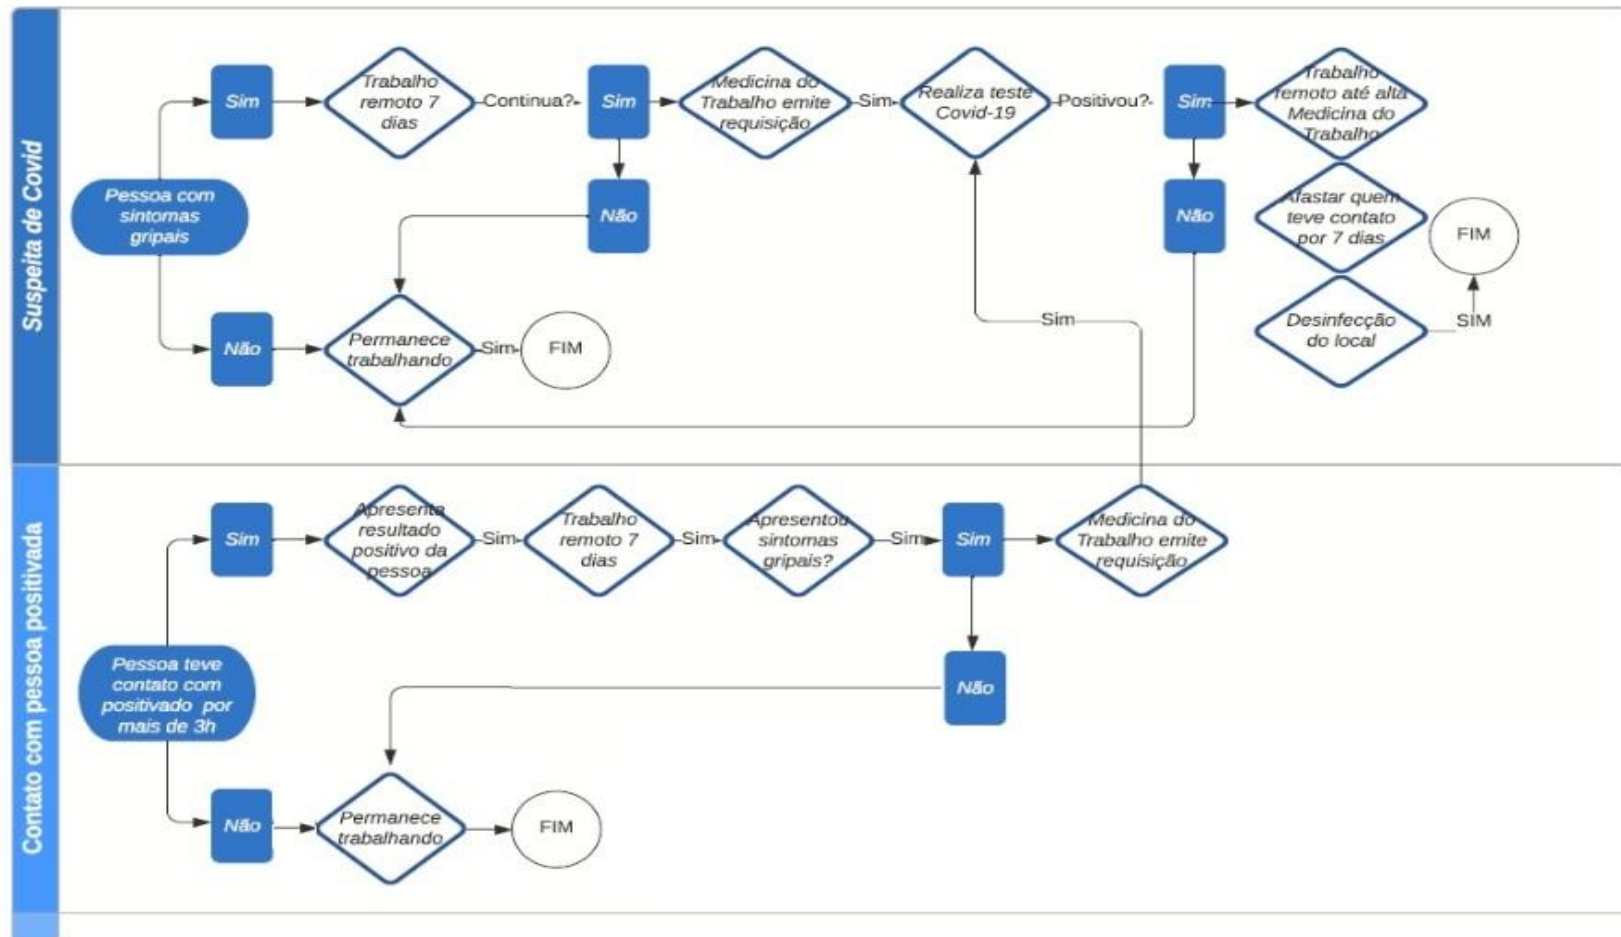 Suspeita de Covid
Pessoa com
sintomas
gripais
Sim
Trabalho
remoto 7
dias
Continua?
Sim
Medicina do
Trabalho emite
requisição
Sim
Realiza teste
Covid-19
Positivou?
Sim
Trabalho
remoto até alta
Medicina do
Trabalho
Não
Não
Afastar quem
teve contato
por 7 dias
FIM
Não
Permanece
trabalhando
Sim
FIM
Sim
Desinfecção
do local
SIM
Contato com pessoa positivada
Pessoa teve
contato com
positivado por
mais de 3h
Sim
Apresenta
resultado
positivo da
pessoa
Sim
Trabalho
remoto 7
dias
Sim
Apresentou
sintomas
gripais?
Sim
Sim
Medicina do
Trabalho emite
requisição
Não
Não
Permanece
trabalhando
FIM